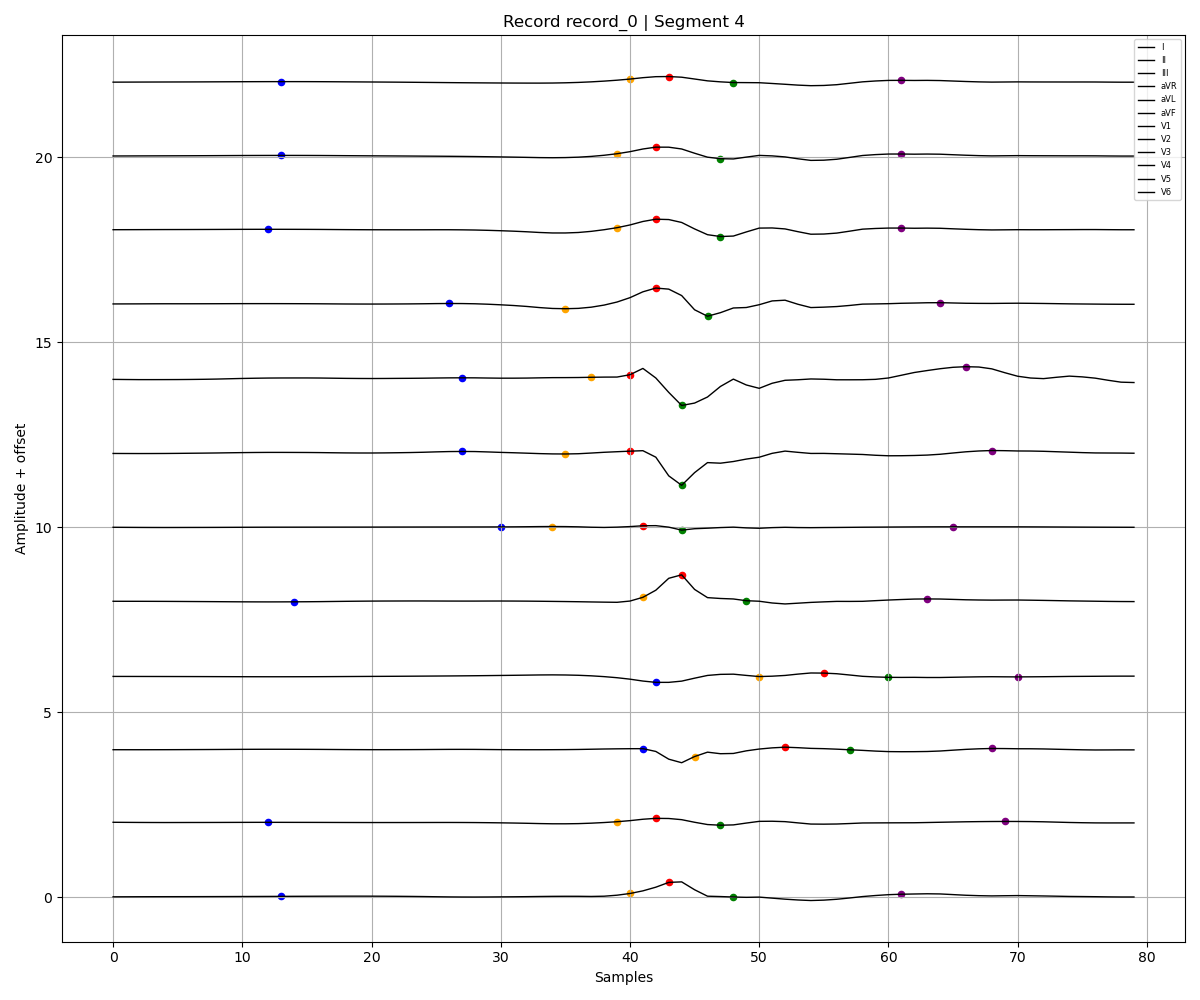 Record record_0 | Segment 4
I
II
III
aVR
aVL
aVF
V1
V2
V3
V4
V5
V6
20
15
10
5
0
Amplitude + offset
0 10 20 30 40 50 60 70 80
Samples